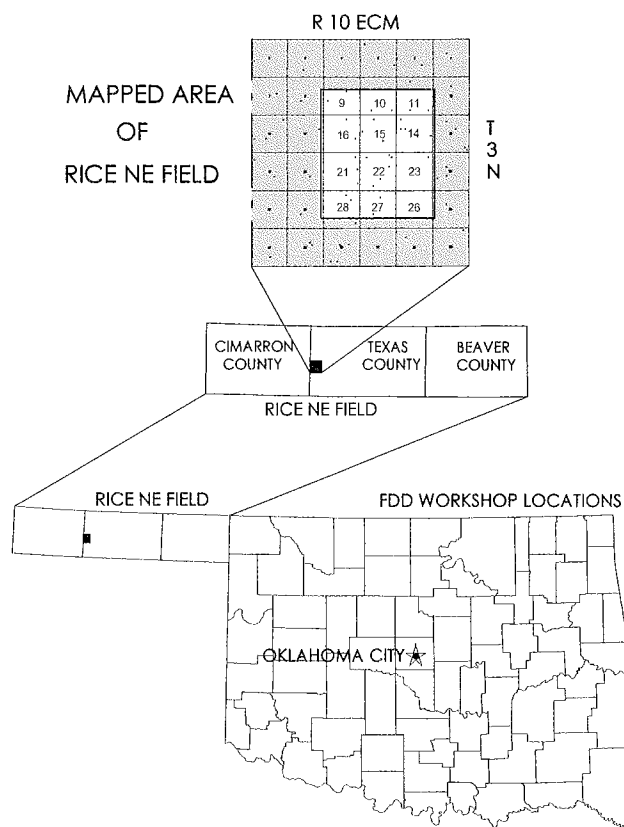 R 10 ECM
MAPPED AREA
OF
RICE NE FIELD
9 10 11
16 15 14
21 22 23
28 27 26
T
3
N
CIMARRON
COUNTY
TEXAS
COUNTY
BEAVER
COUNTY
RICE NE FIELD
RICE NE FIELD
FDD WORKSHOP LOCATIONS
OKLAHOMA CITY